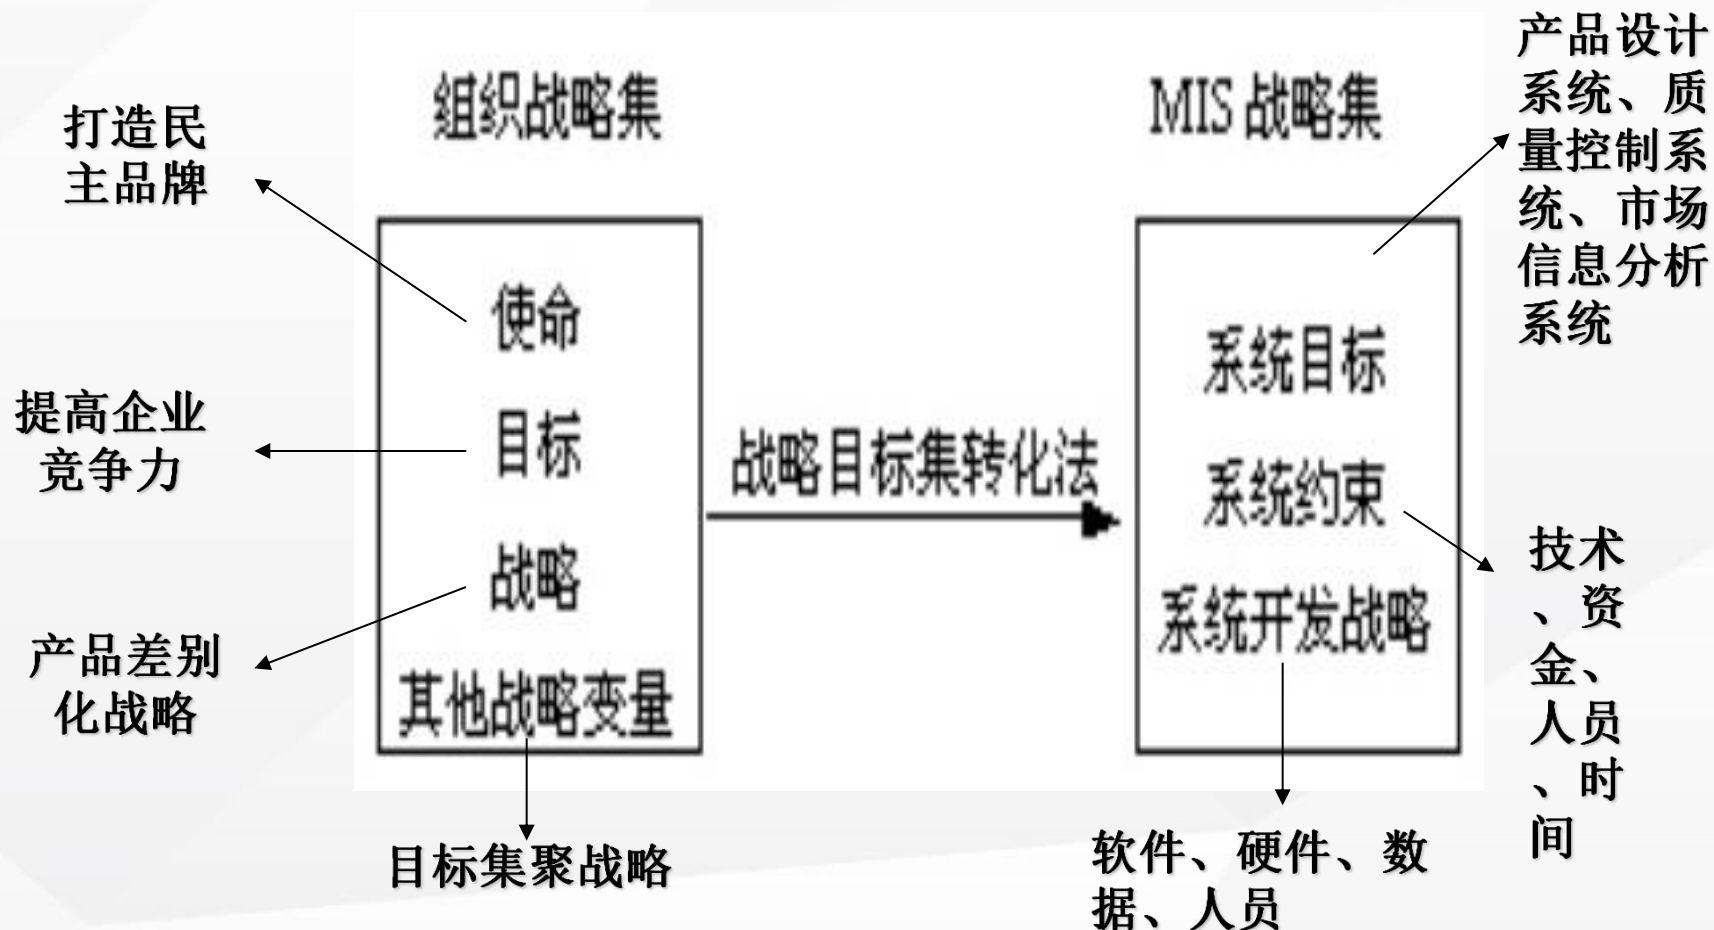 组织战略集
MIS 战略集
打造民
主品牌
提高企业
竞争力
产品差别
化战略
使命
目标
战略
其他战略变量
目标集聚战略
战略目标集转化法
系统目标
系统约束
系统开发战略
产品设计
系统、质
量控制系
统、市场
信息分析
系统
技术
、资
金、
人员
、时
间
软件、硬件、数
据、人员